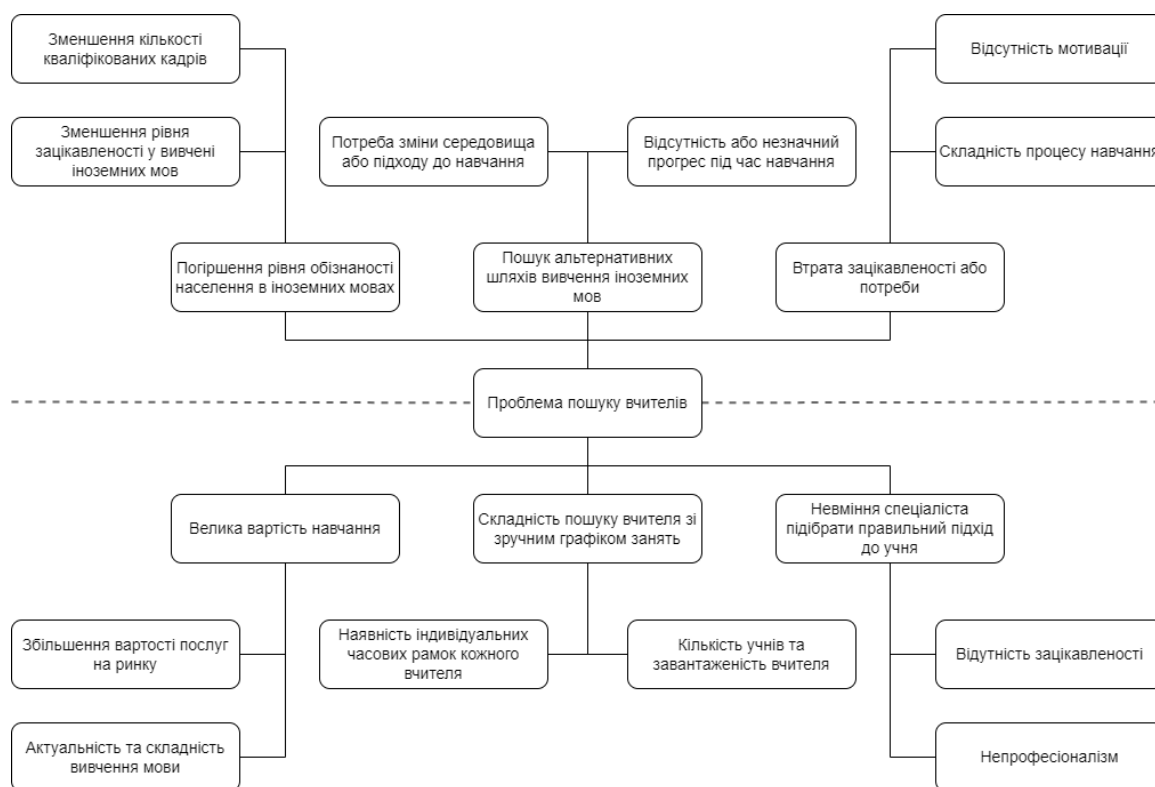 Зменшення кількості
кваліфікованих кадрів
Відсутність мотивації
Зменшення рівня
зацікавленості у вивчені
іноземних мов
Потреба зміни середовища
або підходу до навчання
Відсутність або незначний
прогрес під час навчання
Складність процесу навчання
Погіршення рівня обізнаності
населення в іноземних мовах
Пошук альтернативних
шляхів вивчення іноземних
мов
Втрата зацікавленості або
потреби
Проблема пошуку вчителів
Велика вартість навчання
Складність пошуку вчителя зі
зручним графіком занять
Невміння спеціаліста
підібрати правильний підхід
до учня
Збільшення вартості послуг
на ринку
Наявність індивідуальних
часових рамок кожного
вчителя
Кількість учнів та
завантаженість вчителя
Відутність зацікавленості
Актуальність та складність
вивчення мови
Непрофесіоналізм